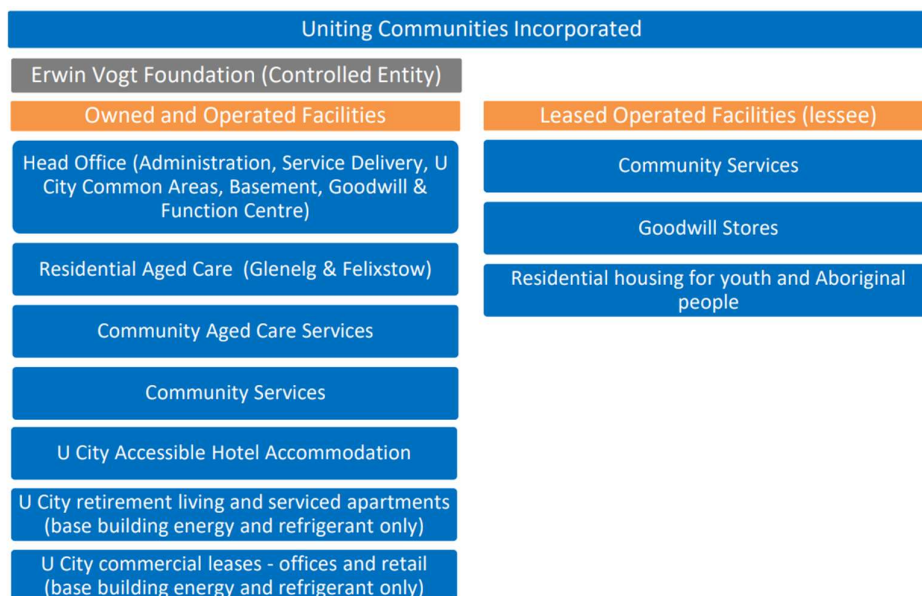 Uniting Communities Incorporated
Erwin Vogt Foundation (Controlled Entity)
Owned and Operated Facilities
Head Office (Administration, Service Delivery, U
City Common Areas, Basement, Goodwill &
Function Centre)
Residential Aged Care  (Glenelg & Felixstow)
Community Aged Care Services
Community Services
U City Accessible Hotel Accommodation
U City retirement living and serviced apartments
(base building energy and refrigerant only)
U City commercial leases - offices and retail
(base building energy and refrigerant only)
Leased Operated Facilities (lessee)
Community Services
Goodwill Stores
Residential housing for youth and Aboriginal
people